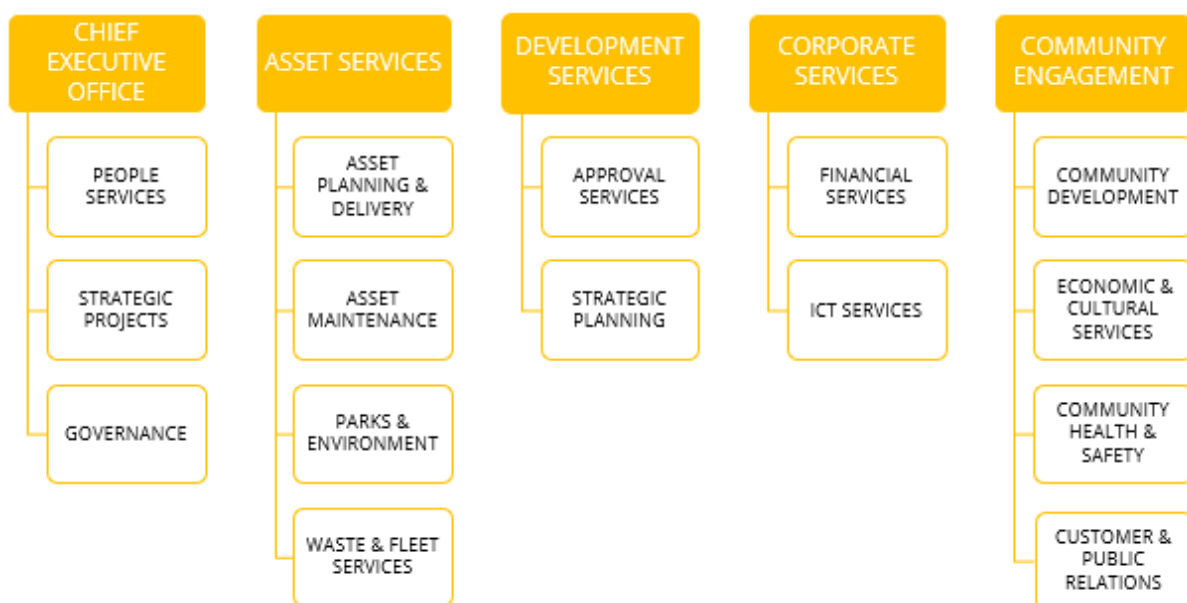 CHIEF
EXECUTIVE
OFFICE
PEOPLE
SERVICES
STRATEGIC
PROJECTS
GOVERNANCE
ASSET SERVICES
ASSET
PLANNING &
DELIVERY
ASSET
MAINTENANCE
PARKS &
ENVIRONMENT
WASTE & FLEET
SERVICES
DEVELOPMENT
SERVICES
APPROVAL
SERVICES
STRATEGIC
PLANNING
CORPORATE
SERVICES
FINANCIAL
SERVICES
ICT SERVICES
COMMUNITY
ENGAGEMENT
COMMUNITY
DEVELOPMENT
ECONOMIC &
CULTURAL
SERVICES
COMMUNITY
HEALTH &
SAFETY
CUSTOMER &
PUBLIC
RELATIONS